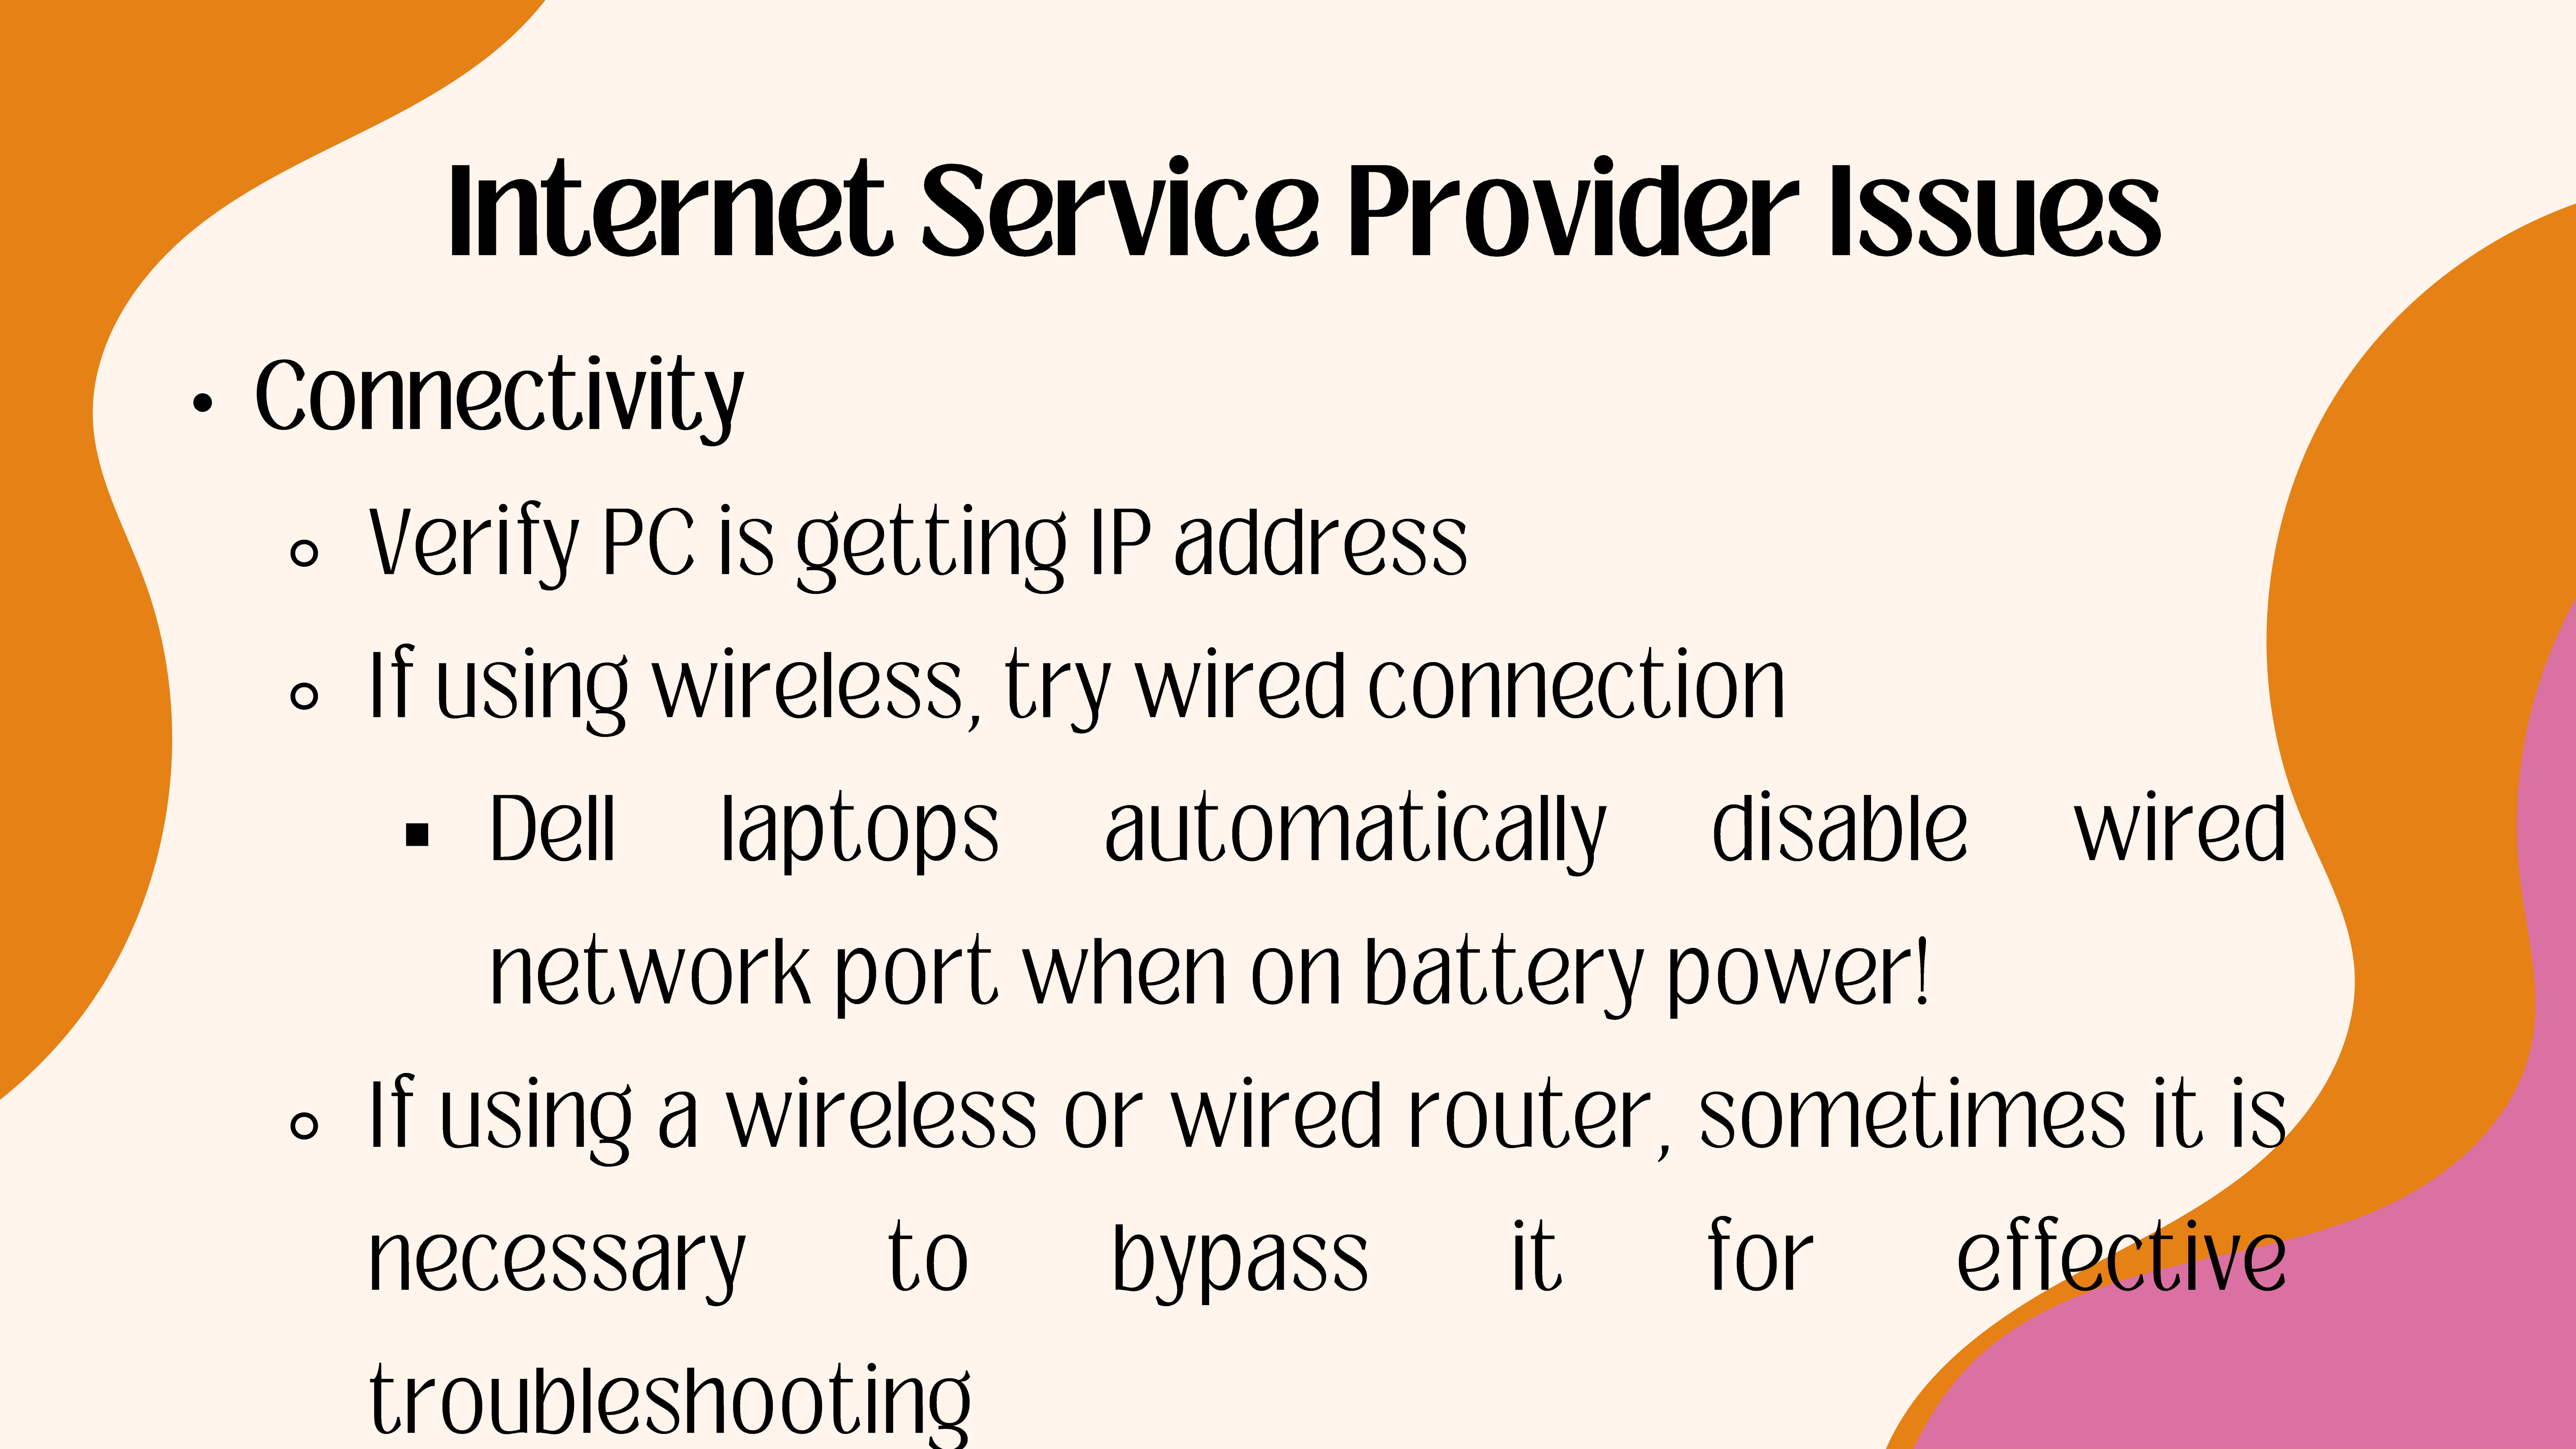 Internet Service Provider Issues
• Connectivity
○ Verify PC is getting IP address
○ If using wireless, try wired connection
▪ Dell laptops automatically disable wired
network port when on battery power!
○ If using a wireless or wired router, sometimes it is
necessary to bypass it for effective
troubleshooting